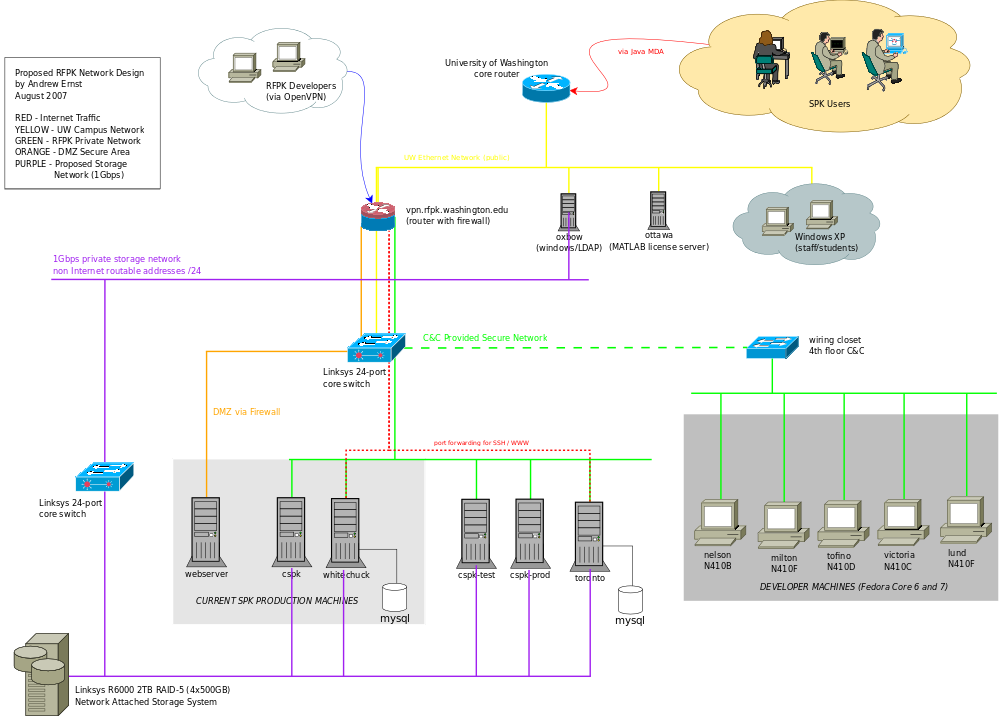 Proposed RFPK Network Design
by Andrew Ernst
August 2007
RED - Internet Traffic
YELLOW - UW Campus Network
GREEN - RFPK Private Network
ORANGE - DMZ Secure Area
PURPLE - Proposed Storage
Network (1Gbps)
RFPK Developers
(via OpenVPN)
University of Washington
core router
via Java MDA
SPK Users
UW Ethernet Network (public)
vpn.rfpk.washington.edu
(router with firewall)
oxbow
(windows/LDAP)
ottawa
(MATLAB license server)
Windows XP
(staff/students)
1Gbps private storage network
non Internet routable addresses /24
C&C Provided Secure Network
wiring closet
4th floor C&C
Linksys 24-port
core switch
DMZ via Firewall
port forwarding for SSH / WWW
Linksys 24-port
core switch
webserver
cspk
whitechuck
cspk-test
cspk-prod
toronto
mysql
mysql
CURRENT SPK PRODUCTION MACHINES
nelson
N410B
milton
N410F
tofino
N410D
victoria
N410C
lund
N410F
DEVELOPER MACHINES (Fedora Core 6 and 7)
Linksys R6000 2TB RAID-5 (4x500GB)
Network Attached Storage System